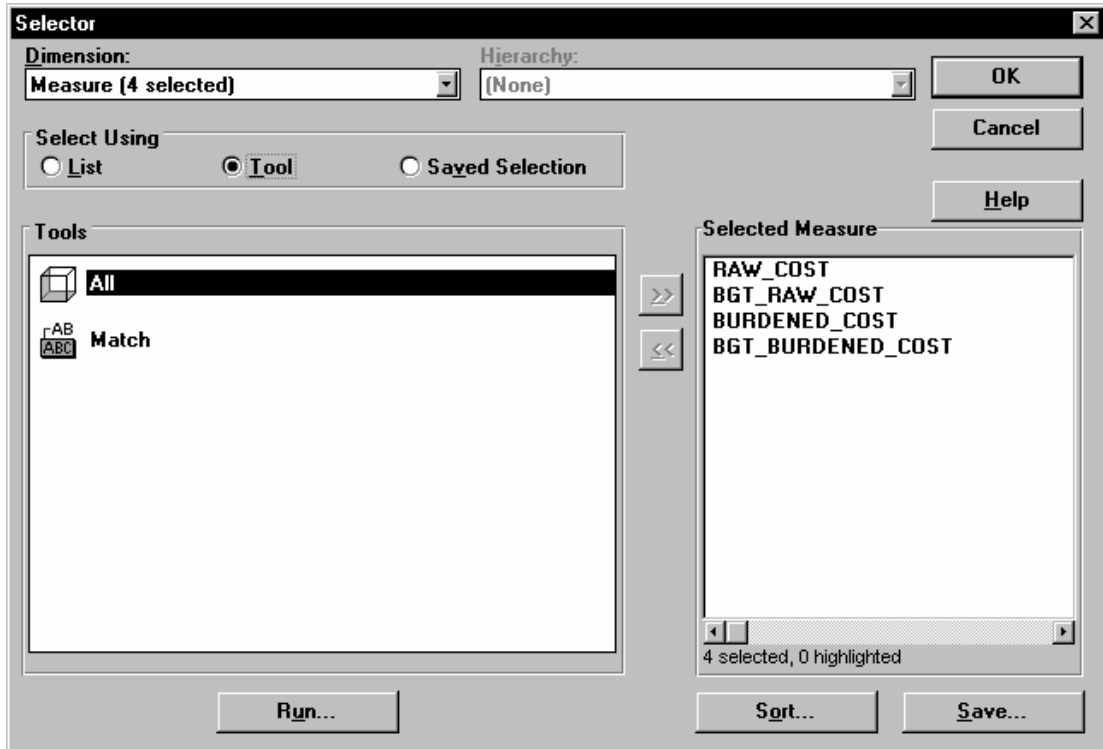 Selector
Dimension:
Hierarchy:
Measure (4 selected)
(None)
OK
Cancel
Help
Select Using
List
Tool
Saved Selection
Tools
All
AB
ABC
Match
>>
<<
Selected Measure
RAW_COST
BGT_RAW_COST
BURDENED_COST
BGT_BURDENED_COST
4 selected, 0 highlighted
Run...
Sort...
Save...